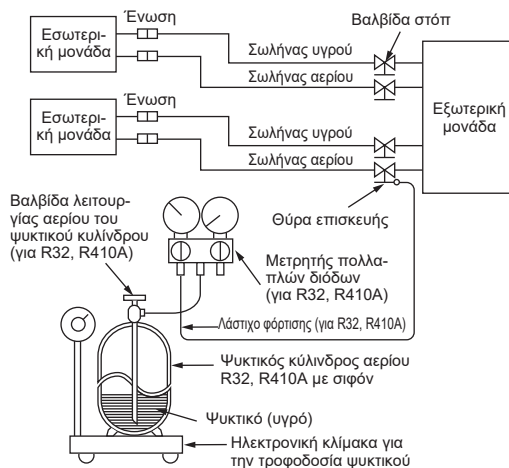 Ένωση
Βαλβίδα στόπ
Εσωτερι-
κή μονάδα
Σωλήνας υγρού
Σωλήνας αερίου
Εξωτερική
μονάδα
Ένωση
Εσωτερι-
κή μονάδα
Σωλήνας υγρού
Σωλήνας αερίου
Θύρα επισκευής
Βαλβίδα λειτουρ-
γίας αερίου του
ψυκτικού κυλίνδρου
(για R32, R410A)
Μετρητής πολλα-
πλών διόδων
(για R32, R410A)
Λάστιχο φόρτισης (για R32, R410A)
Ψυκτικός κύλινδρος αερίου
R32, R410A με σιφόν
Ψυκτικό (υγρό)
Ηλεκτρονική κλίμακα για
την τροφοδοσία ψυκτικού